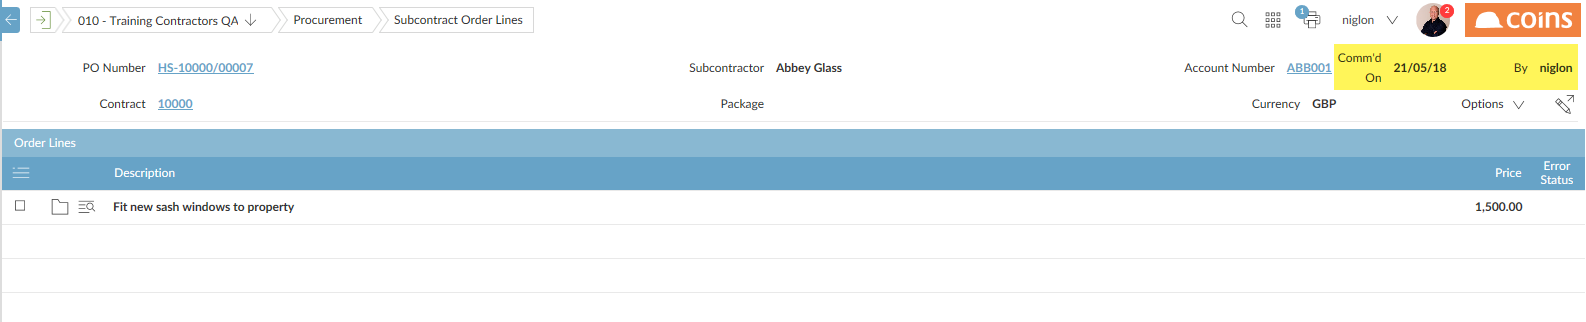 010 - Training Contractors QA Procurement Subcontract Order Lines 1 niglon 2 coins
PO Number HS-10000/00007 Subcontractor Abbey Glass Account Number ABB001 Comm'd On 21/05/18 By niglon
Contract 10000 Package Currency GBP Options
Order Lines
Description Price Error Status
Fit new sash windows to property 1,500.00